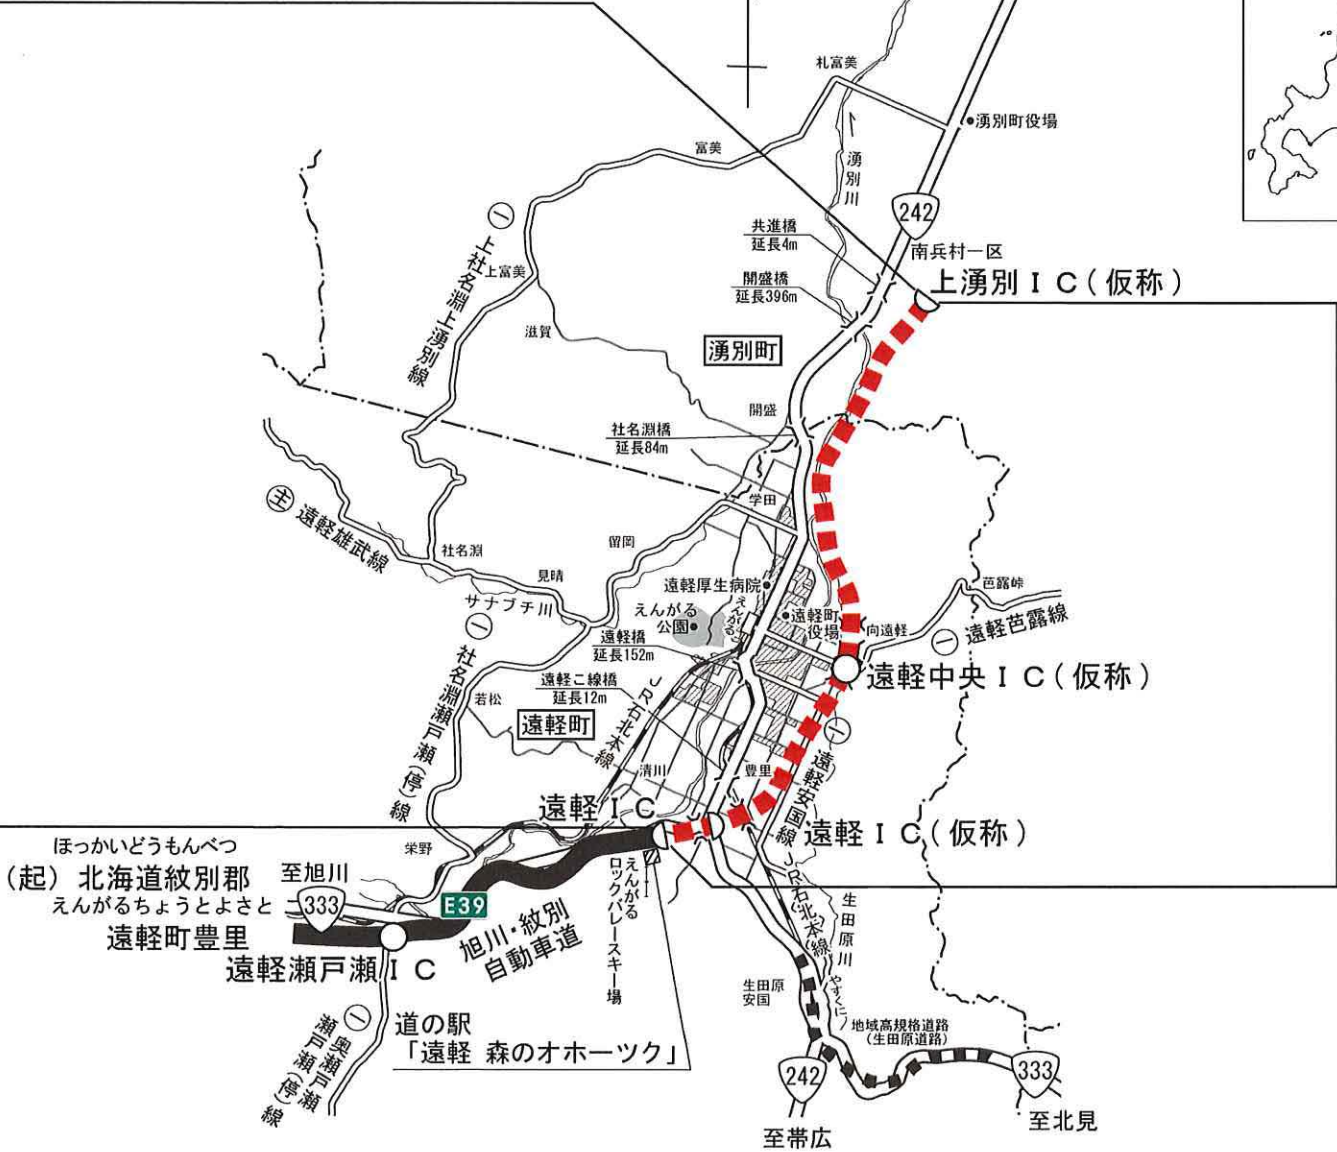 札富美
湧別町役場
富美
湧別川
242
共進橋
延長4m
南兵村一区
上湧別IC(仮称)
一
上社名淵上湧別線
上富美
開盛橋
延長396m
滋賀
湧別町
開盛
社名淵橋
延長84m
学田
主
遠軽雄武線
社名淵
留岡
見晴
サナブチ川
遠軽厚生病院
えんがる
公園
えんがる
遠軽町
役場
向遠軽
芭露峠
一
遠軽芭露線
遠軽橋
延長152m
遠軽中央IC(仮称)
一
社名淵瀬戸瀬(停)線
若松
遠軽こ線橋
延長12m
遠軽町
JR石北本線
清川
豊里
一
遠軽安国線
遠軽IC
遠軽IC(仮称)
ほっかいどうもんべつ
(起)北海道紋別郡
えんがるちょうとよさと
遠軽町豊里
至旭川
333
栄野
E39
旭川・紋別
自動車道
えんがる
ロックバレースキー場
JR石北本線
生田原川
遠軽瀬戸瀬IC
生田原
安国
やすくに
地域高規格道路
(生田原道路)
一
奥瀬戸瀬
瀬戸瀬(停)線
道の駅
「遠軽 森のオホーツク」
242
333
至帯広
至北見